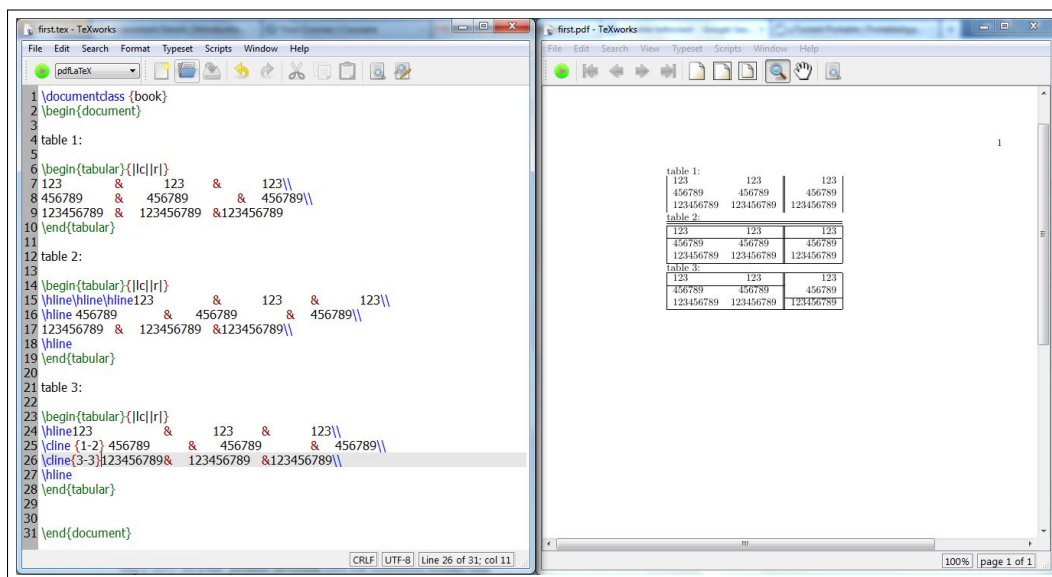 first.tex - TeXworks
File Edit Search Format Typeset Scripts Window Help
pdfLaTeX
1 \documentclass {book}
2 \begin{document}
3
4 table 1:
5
6 \begin{tabular}{|lc||r|}
7 123 & 123 & 123\\
8 456789 & 456789 & 456789\\
9 123456789 & 123456789 &123456789
10 \end{tabular}
11
12 table 2:
13
14 \begin{tabular}{|lc||r|}
15 \hline\hline\hline123 & 123 & 123\\
16 \hline 456789 & 456789 & 456789\\
17 123456789 & 123456789 &123456789\\
18 \hline
19 \end{tabular}
20
21 table 3:
22
23 \begin{tabular}{|lc||r|}
24 \hline123 & 123 & 123\\
25 \cline {1-2} 456789 & 456789 & 456789\\
26 \cline{3-3}123456789& 123456789 &123456789\\
27 \hline
28 \end{tabular}
29
30
31 \end{document}
CRLF UTF-8 Line 26 of 31; col 11
first.pdf - TeXworks
File Edit Search View Typeset Scripts Window Help
1
table 1:
123 123 123
456789 456789 456789
123456789 123456789 123456789
table 2:
123 123 123
456789 456789 456789
123456789 123456789 123456789
table 3:
123 123 123
456789 456789 456789
123456789 123456789 123456789
100% page 1 of 1